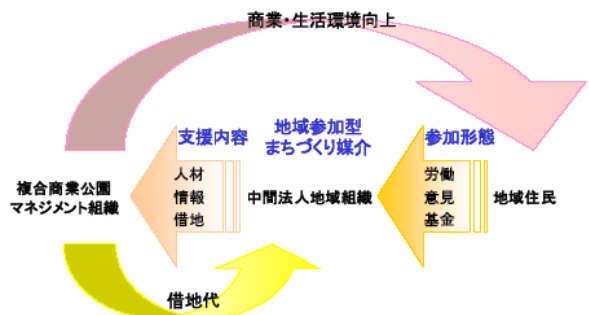 商業・生活環境向上
支援内容
地域参加型
まちづくり媒介
参加形態
人材
情報
借地
労働
意見
基金
複合商業公園
マネジメント組織
中間法人地域組織
地域住民
借地代